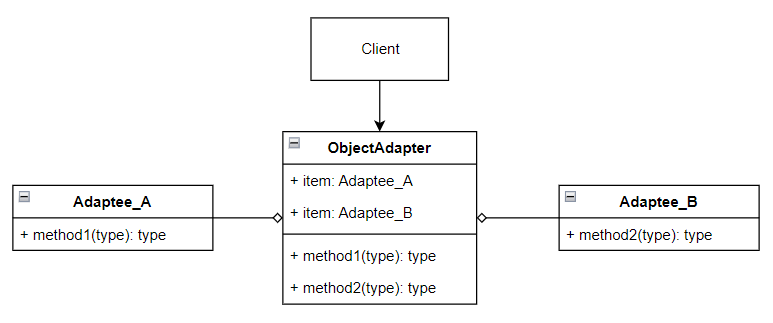 Client
ObjectAdapter
+ item: Adaptee_A
+ item: Adaptee_B
+ method1(type): type
+ method2(type): type
Adaptee_A
+ method1(type): type
Adaptee_B
+ method2(type): type